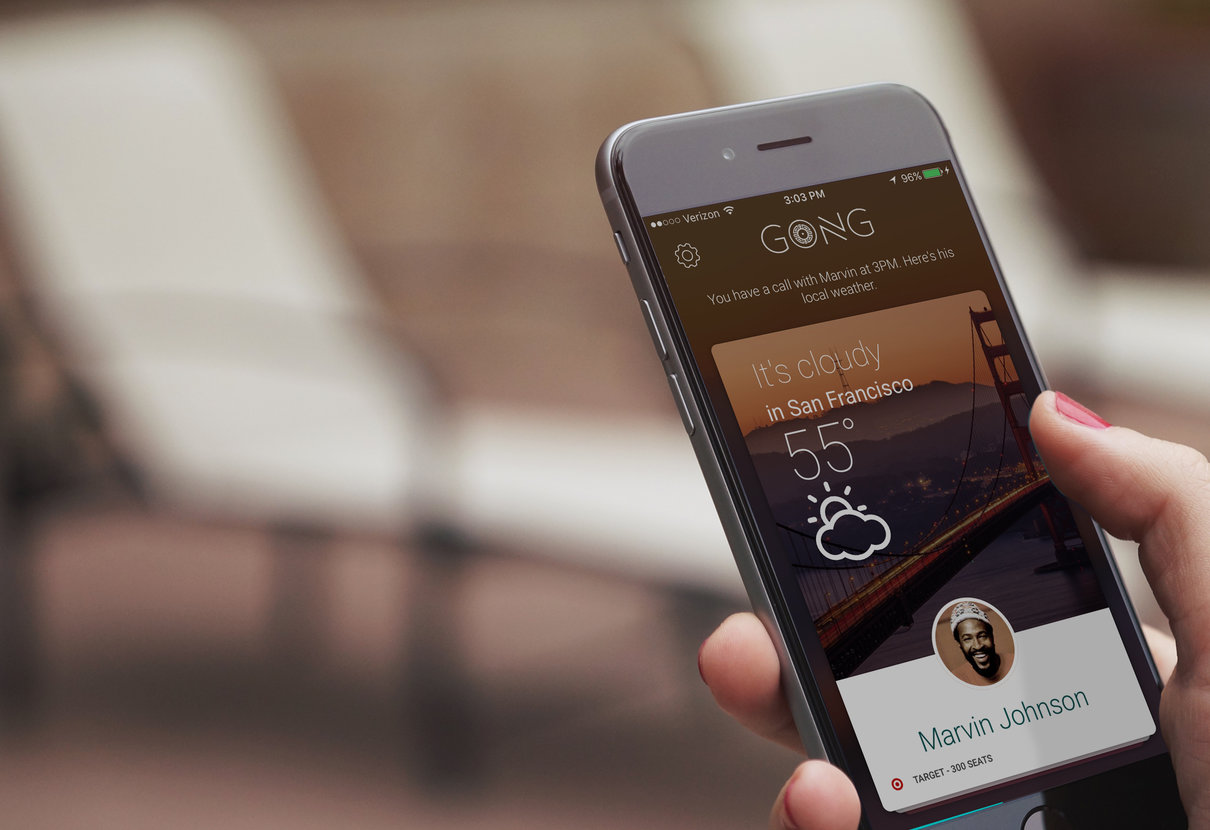 Verizon
3:03 PM
96%
GONG
You have a call with Marvin at 3PM. Here's his
local weather.
It's cloudy
in San Francisco
55°
Marvin Johnson
TARGET - 300 SEATS